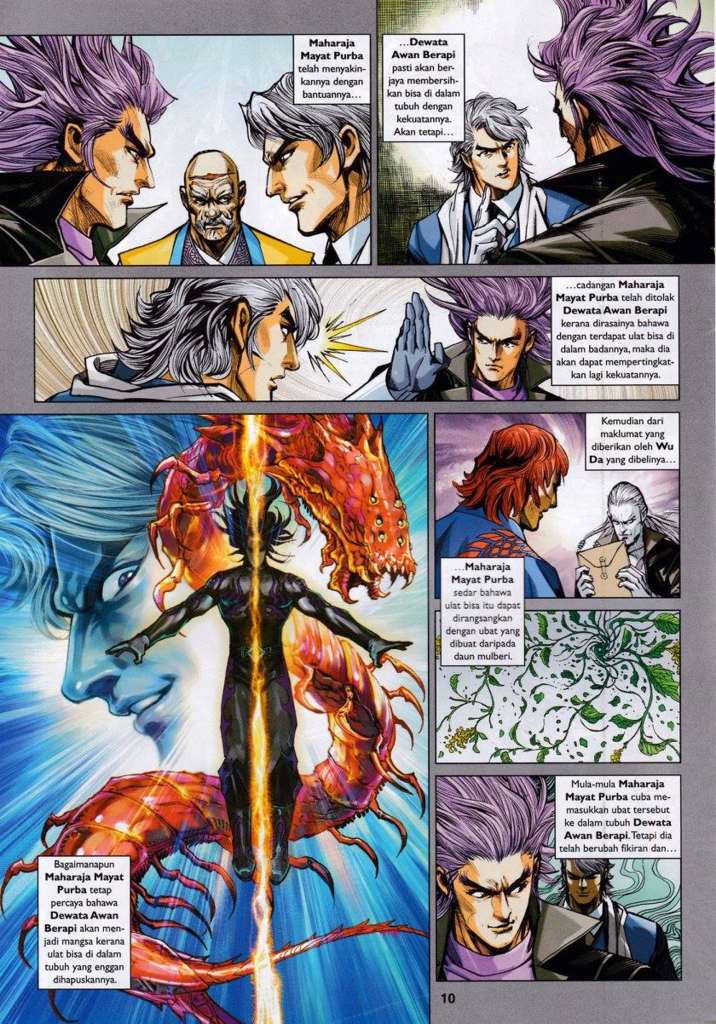 Maharaja
Mayat Purba
telah menyakin-
kannya dengan
bantuannya...
...Dewata
Awan Berapi
pasti akan ber-
jaya membersih-
kan bisa di dalam
tubuh dengan
kekuatannya.
Akan tetapi...
...cadangan Maharaja
Mayat Purba telah ditolak
Dewata Awan Berapi
kerana dirasainya bahawa
dengan terdapat ulat bisa di
dalam badannya, maka dia
akan dapat mempertingkat-
kan lagi kekuatannya.
Kemudian dari
maklumat yang
diberikan oleh Wu
Da yang dibelinya...
...Maharaja
Mayat Purba
sedar bahawa
ulat bisa itu dapat
dirangsangkan
dengan ubat yang
dibuat daripada
daun mulberi.
Bagaimanapun
Maharaja Mayat
Purba tetap
percaya bahawa
Dewata Awan
Berapi akan men-
jadi mangsa kerana
ulat bisa di dalam
tubuh yang enggan
dihapuskannya.
Mula-mula Maharaja
Mayat Purba cuba me-
masukkan ubat tersebut
ke dalam tubuh Dewata
Awan Berapi. Tetapi dia
telah berubah fikiran dan...
10